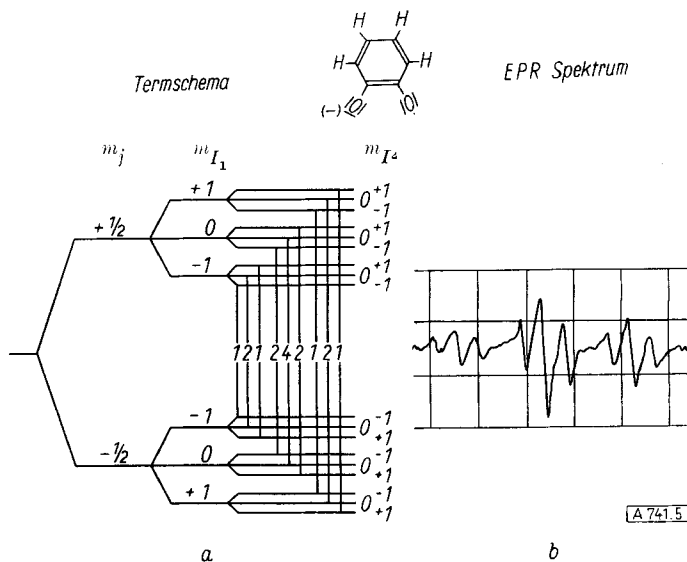 H H
H H
Termschema
EPR Spektrum
(-) |O| |O|
m_j m_I₁ m_I₂
+1 0 +1
-1
+½ 0 0 +1
-1
-1 0 +1
-1
1 2 1 2 4 2 1 2 1
-1 0 -1
+1
-½ 0 0 -1
+1
+1 0 -1
+1
A 741.5
a b